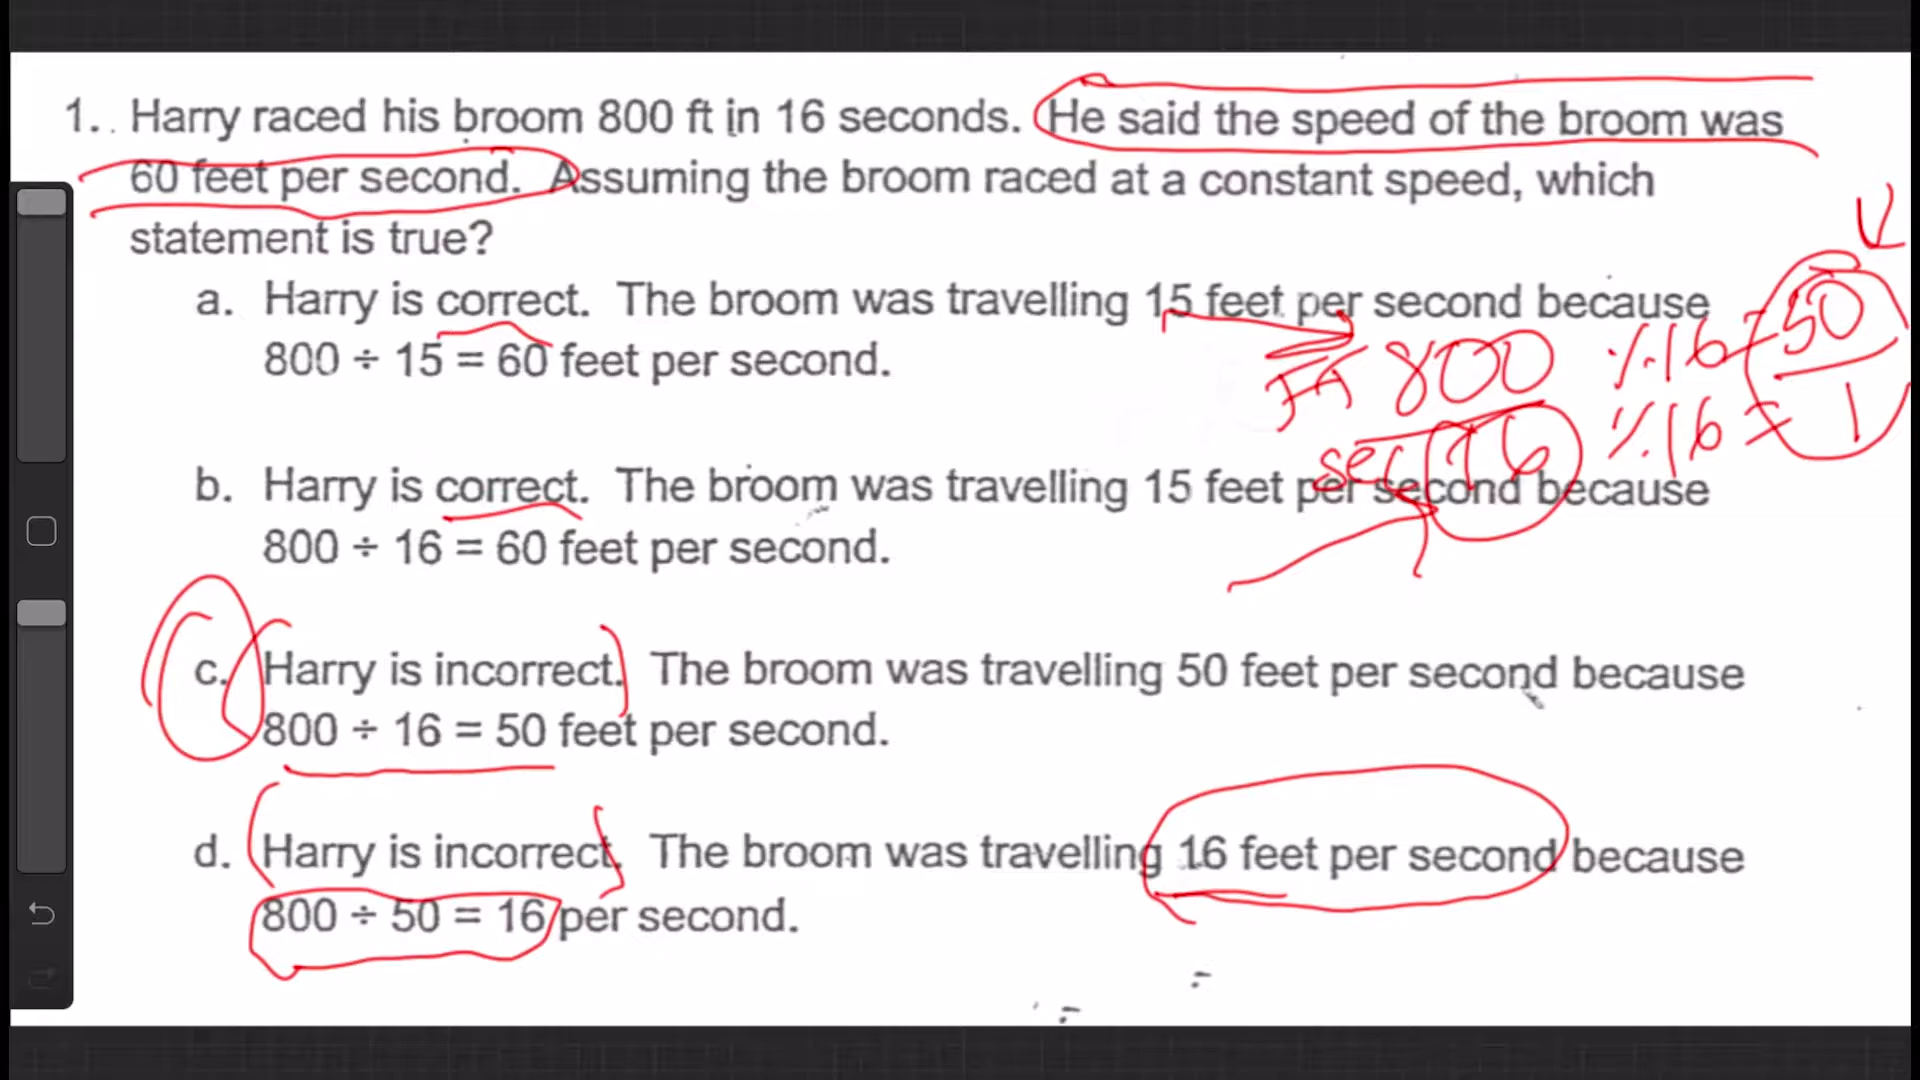 1. Harry raced his broom 800 ft in 16 seconds. He said the speed of the broom was
60 feet per second. Assuming the broom raced at a constant speed, which
statement is true?
a. Harry is correct. The broom was travelling 15 feet per second because
800 ÷ 15 = 60 feet per second.
ft 800 ÷16 = 50
sec 16 ÷16 = 1
b. Harry is correct. The broom was travelling 15 feet per second because
800 ÷ 16 = 60 feet per second.
c. Harry is incorrect. The broom was travelling 50 feet per second because
800 ÷ 16 = 50 feet per second.
d. Harry is incorrect. The broom was travelling 16 feet per second because
800 ÷ 50 = 16 per second.